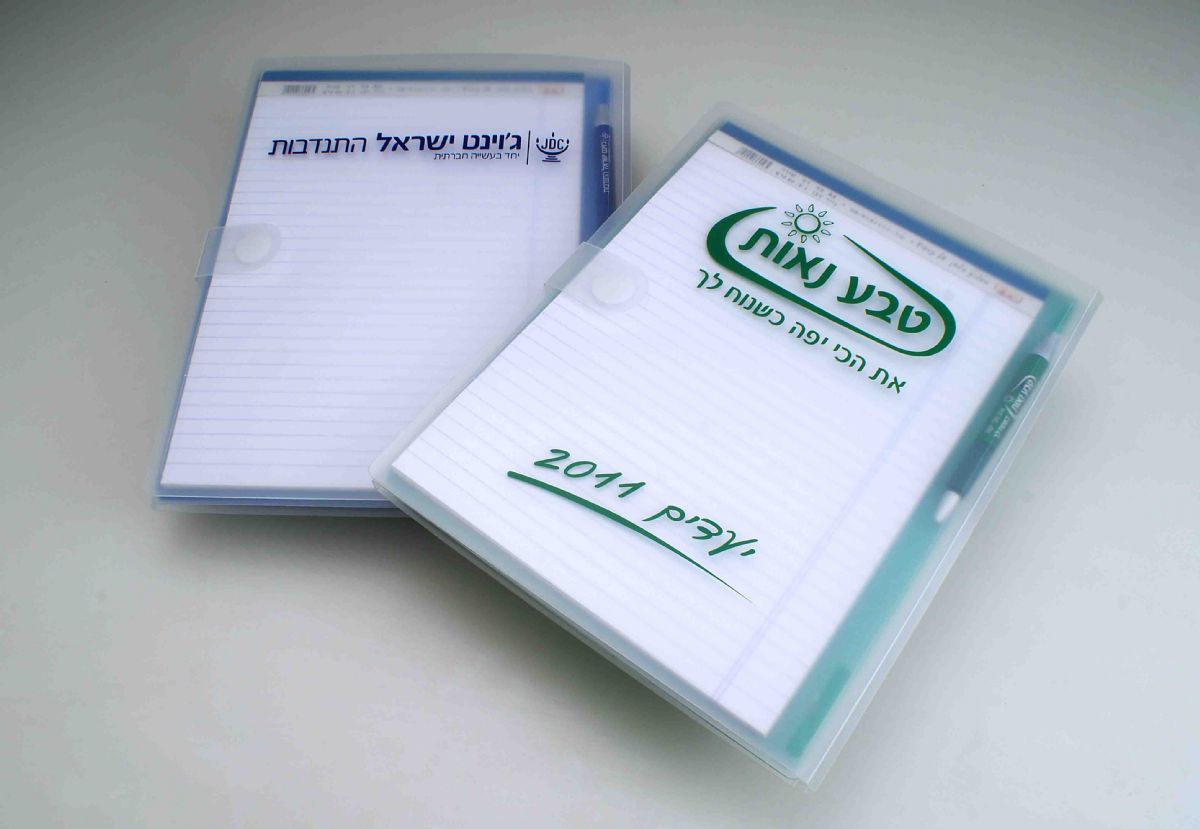 ג'וינט ישראל התנדבות
יחד בעשייה חברתית
JDC
טבע נאות
את הכי יפה כשנוח לך
יעדים 2011